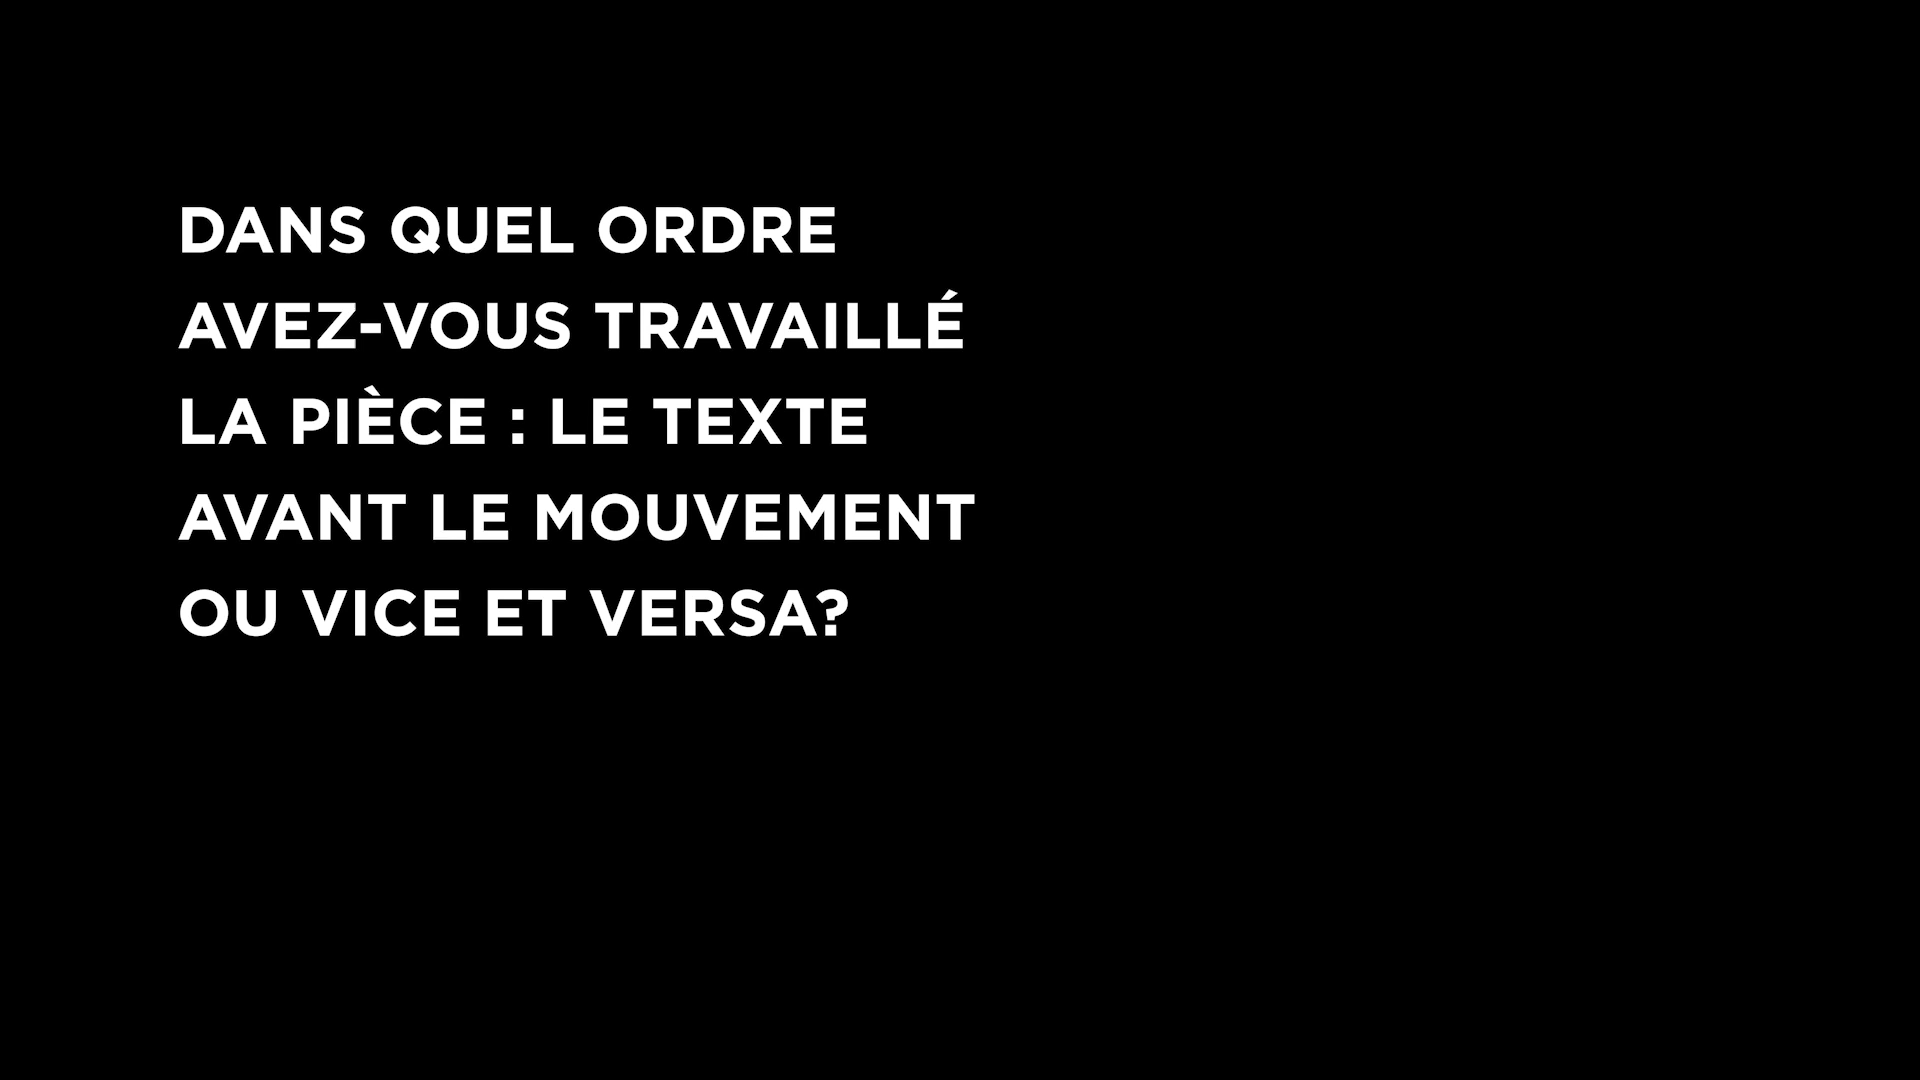 DANS QUEL ORDRE
AVEZ-VOUS TRAVAILLÉ
LA PIÈCE : LE TEXTE
AVANT LE MOUVEMENT
OU VICE ET VERSA?